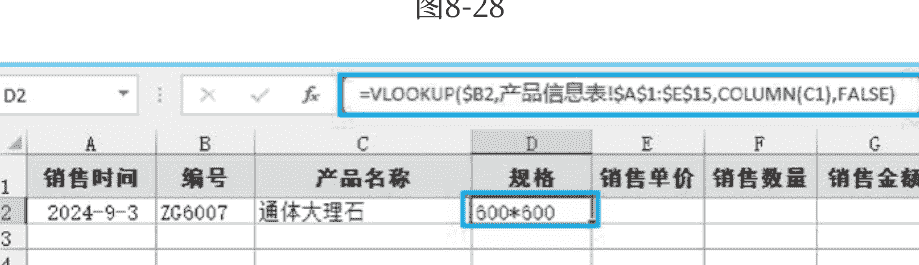 图8-28
D2 fx =VLOOKUP($B2,产品信息表!$A$1:$E$15,COLUMN(C1),FALSE)
A B C D E F G
1 销售时间 编号 产品名称 规格 销售单价 销售数量 销售金额
2 2024-9-3 ZG6007 通体大理石 600*600
3
4